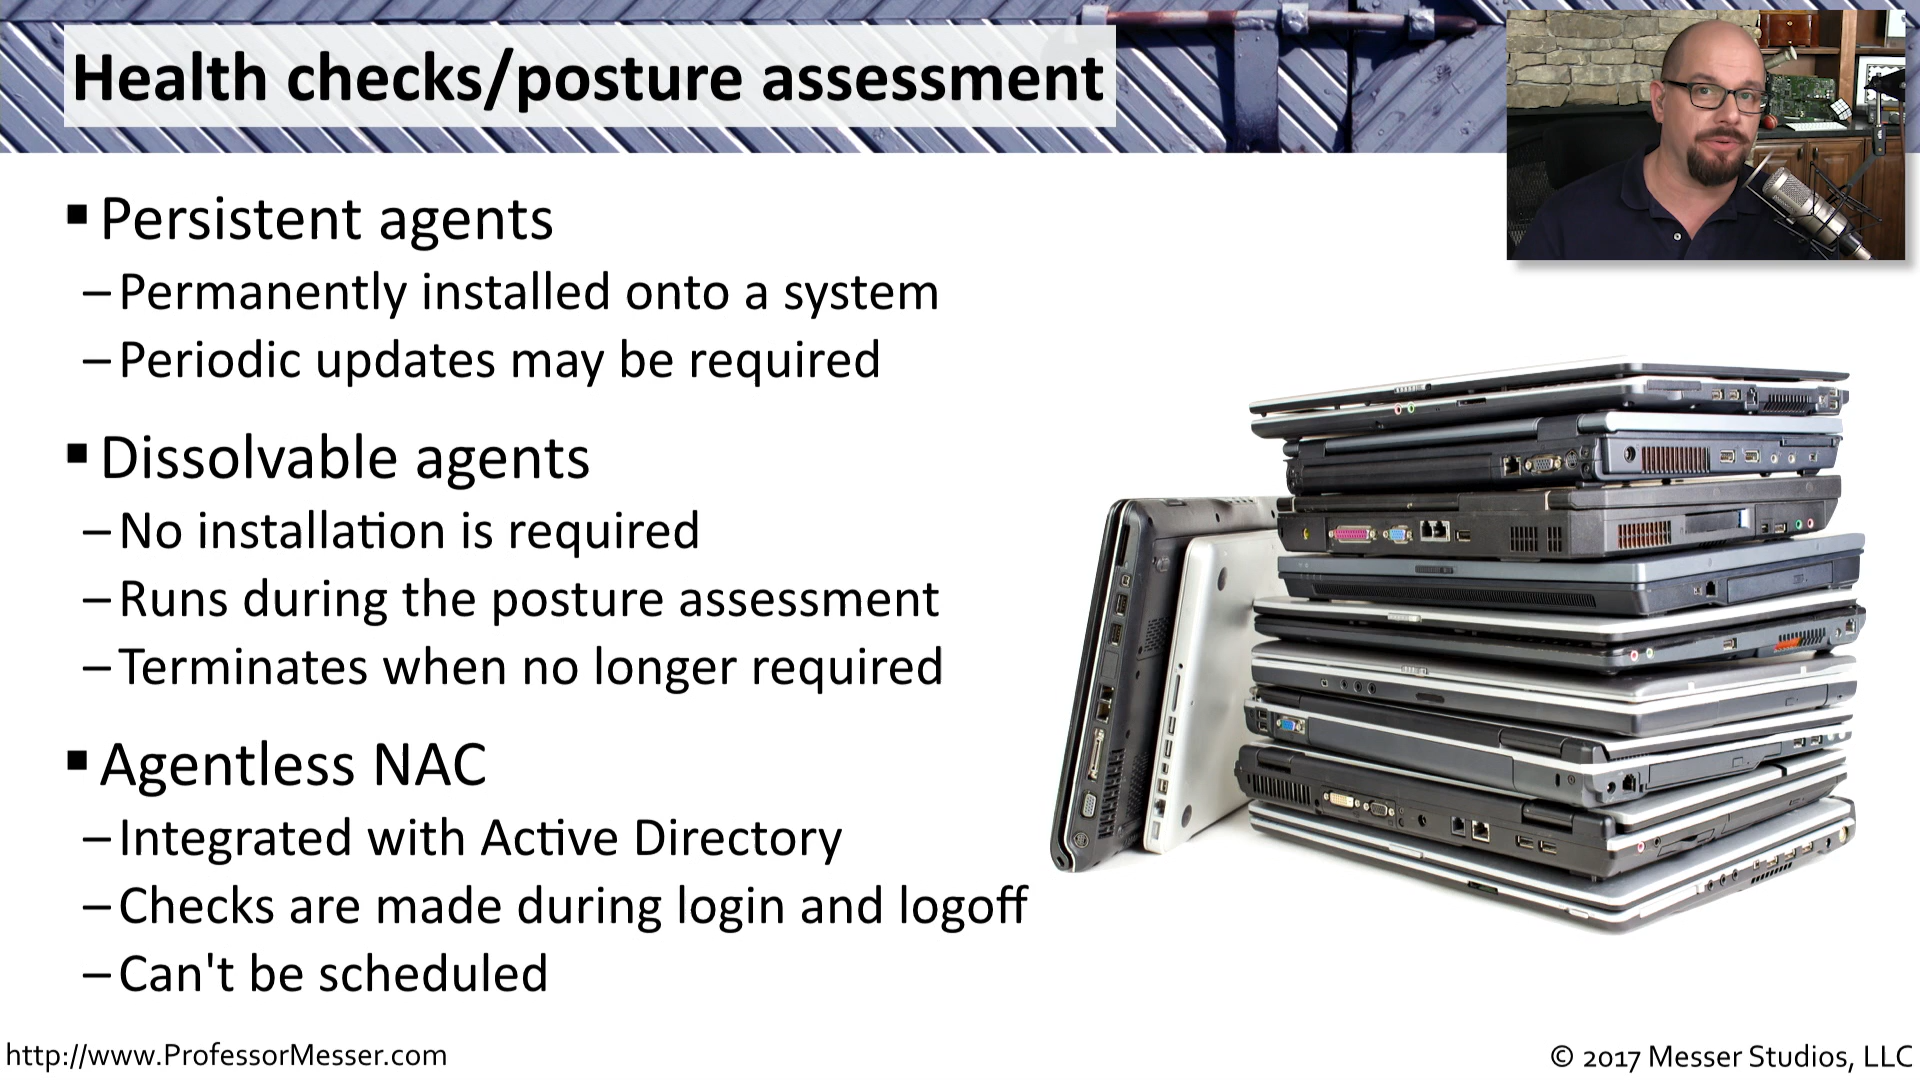 Health checks/posture assessment
▪ Persistent agents
– Permanently installed onto a system
– Periodic updates may be required
▪ Dissolvable agents
– No installation is required
– Runs during the posture assessment
– Terminates when no longer required
▪ Agentless NAC
– Integrated with Active Directory
– Checks are made during login and logoff
– Can't be scheduled
http://www.ProfessorMesser.com
© 2017 Messer Studios, LLC